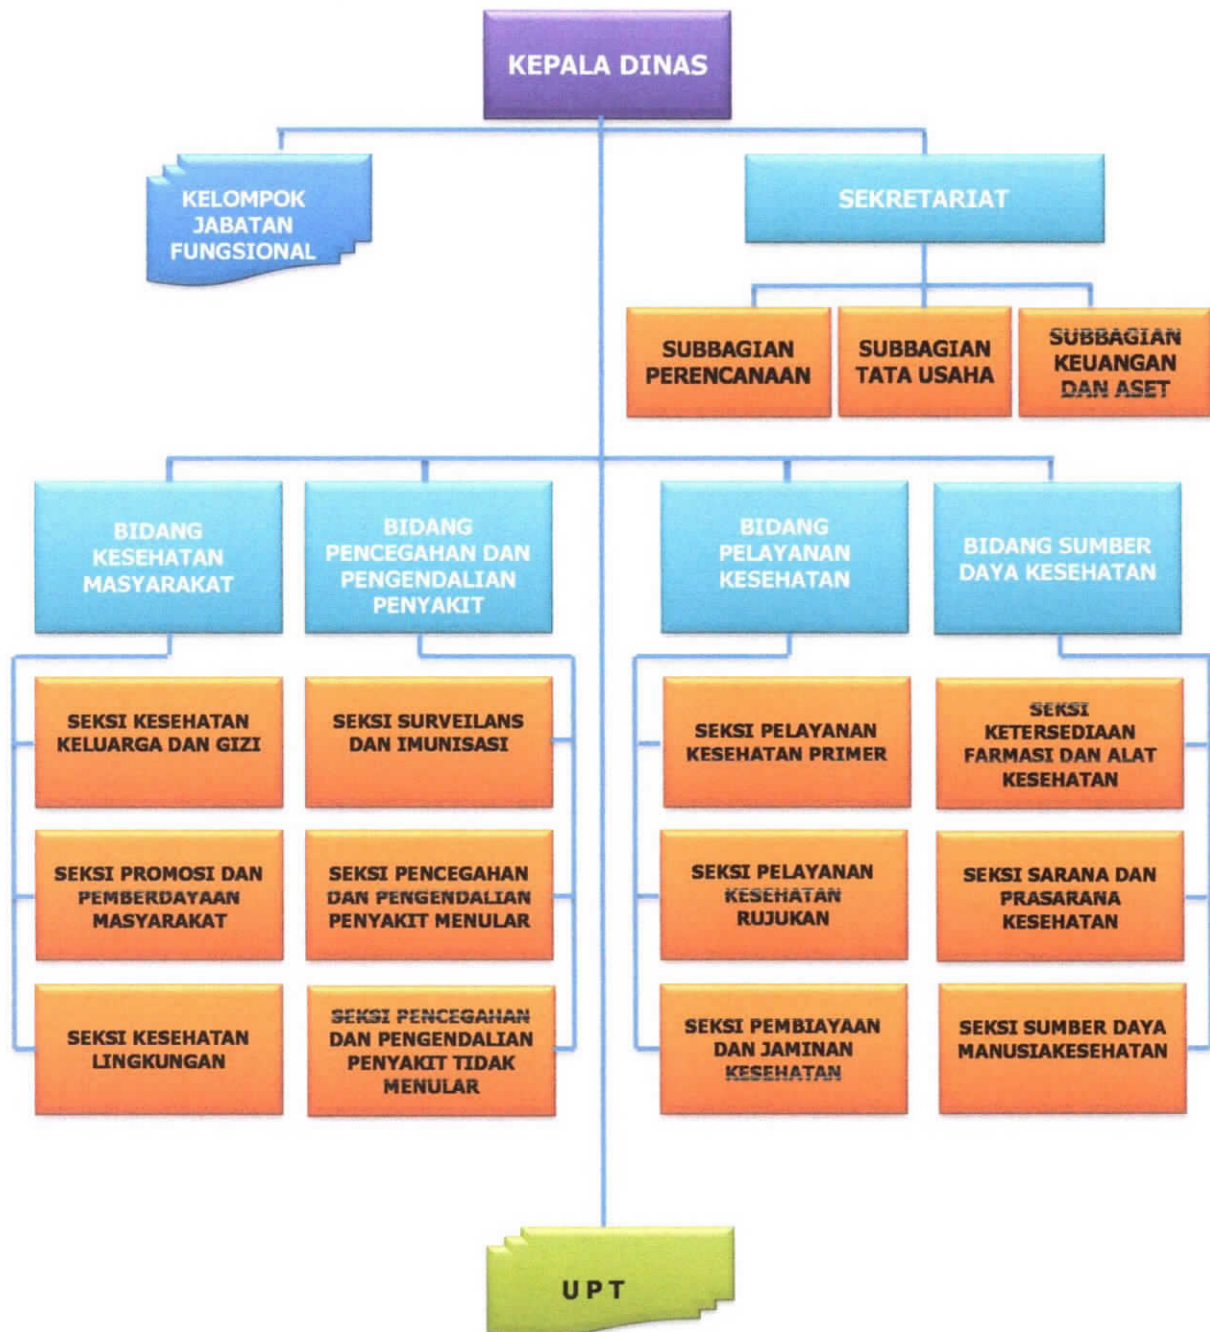 KEPALA DINAS
KELOMPOK
JABATAN
FUNGSIONAL
SEKRETARIAT
SUBBAGIAN
PERENCANAAN
SUBBAGIAN
TATA USAHA
SUBBAGIAN
KEUANGAN
DAN ASET
BIDANG
KESEHATAN
MASYARAKAT
BIDANG
PENCEGAHAN DAN
PENGENDALIAN
PENYAKIT
BIDANG
PELAYANAN
KESEHATAN
BIDANG SUMBER
DAYA KESEHATAN
SEKSI KESEHATAN
KELUARGA DAN GIZI
SEKSI SURVEILANS
DAN IMUNISASI
SEKSI PELAYANAN
KESEHATAN PRIMER
SEKSI
KETERSEDIAAN
FARMASI DAN ALAT
KESEHATAN
SEKSI PROMOSI DAN
PEMBERDAYAAN
MASYARAKAT
SEKSI PENCEGAHAN
DAN PENGENDALIAN
PENYAKIT MENULAR
SEKSI PELAYANAN
KESEHATAN
RUJUKAN
SEKSI SARANA DAN
PRASARANA
KESEHATAN
SEKSI KESEHATAN
LINGKUNGAN
SEKSI PENCEGAHAN
DAN PENGENDALIAN
PENYAKIT TIDAK
MENULAR
SEKSI PEMBIAYAAN
DAN JAMINAN
KESEHATAN
SEKSI SUMBER DAYA
MANUSIAKESEHATAN
U P T